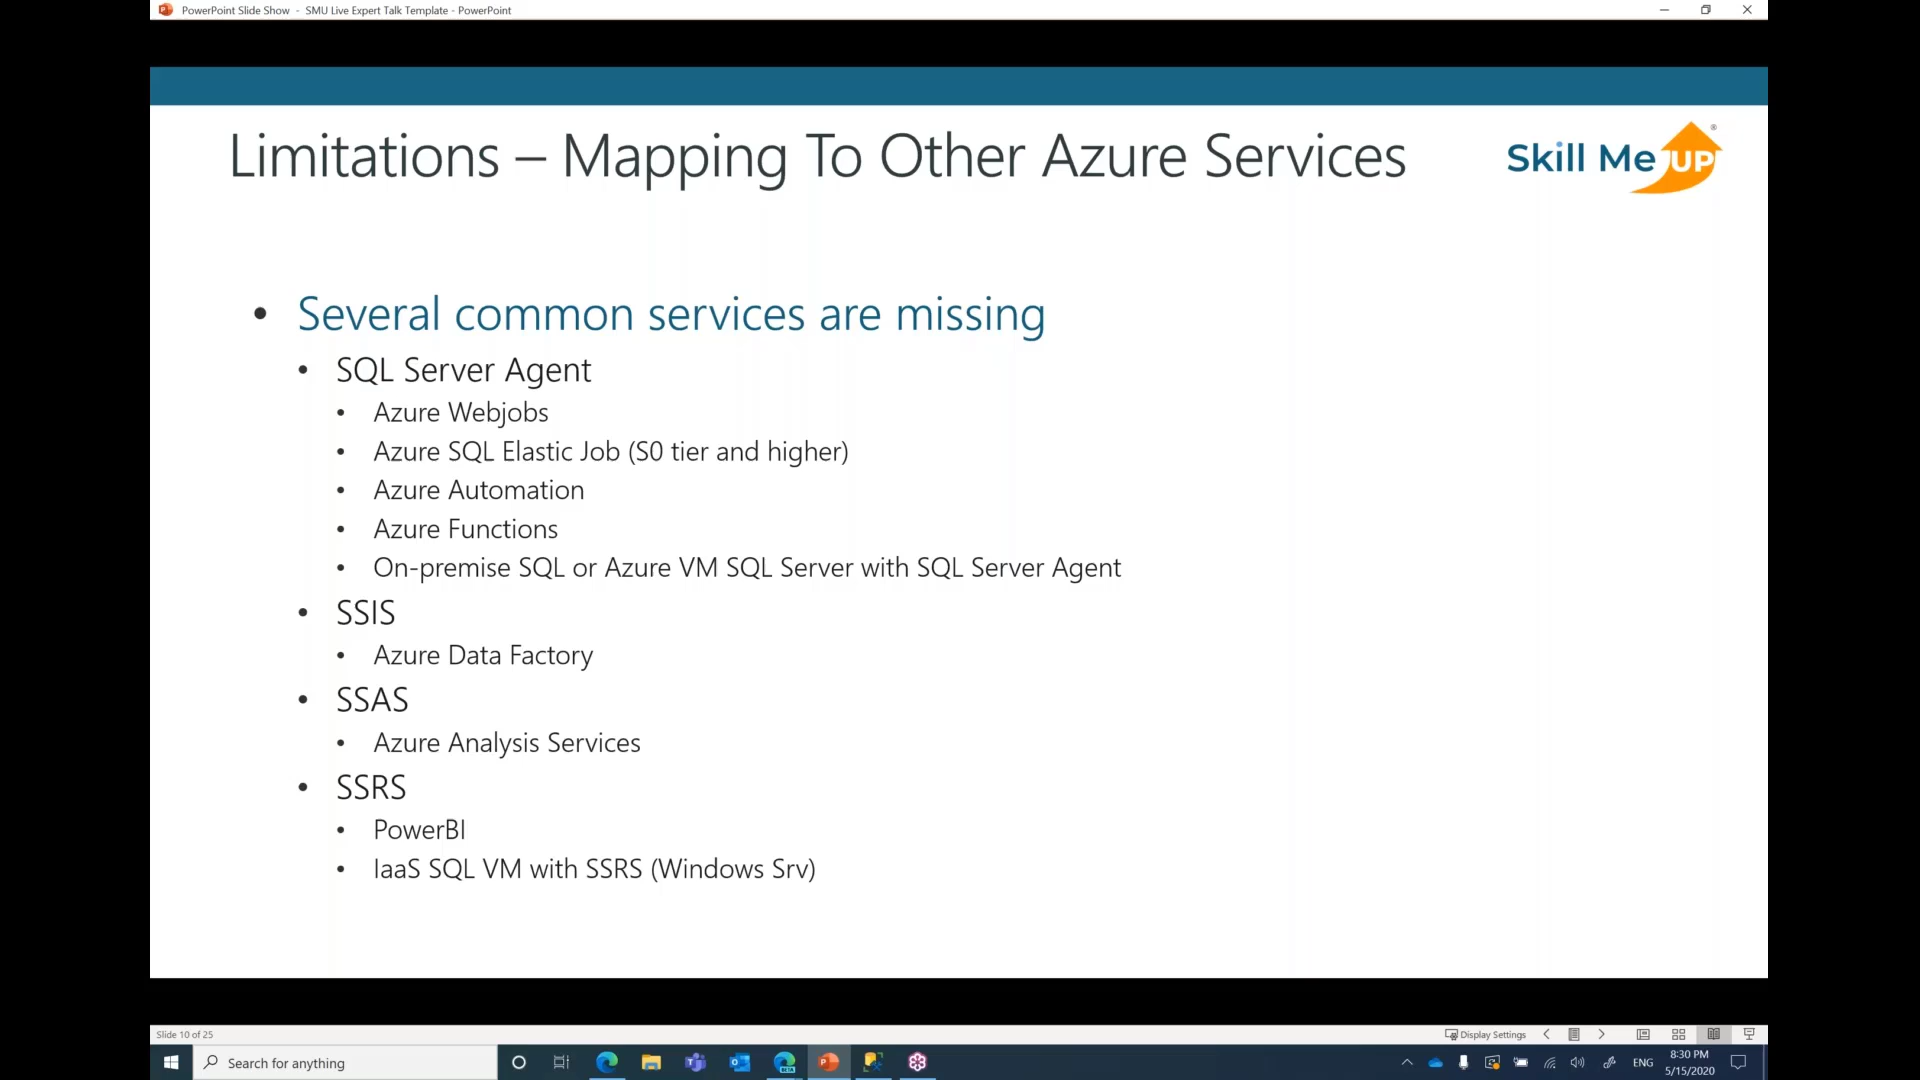 PowerPoint Slide Show - SMU Live Expert Talk Template - PowerPoint
Limitations – Mapping To Other Azure Services
Skill Me UP ®
• Several common services are missing
• SQL Server Agent
• Azure Webjobs
• Azure SQL Elastic Job (S0 tier and higher)
• Azure Automation
• Azure Functions
• On-premise SQL or Azure VM SQL Server with SQL Server Agent
• SSIS
• Azure Data Factory
• SSAS
• Azure Analysis Services
• SSRS
• PowerBI
• IaaS SQL VM with SSRS (Windows Srv)
Slide 10 of 25
Display Settings
Search for anything
BETA
ENG
8:30 PM
5/15/2020